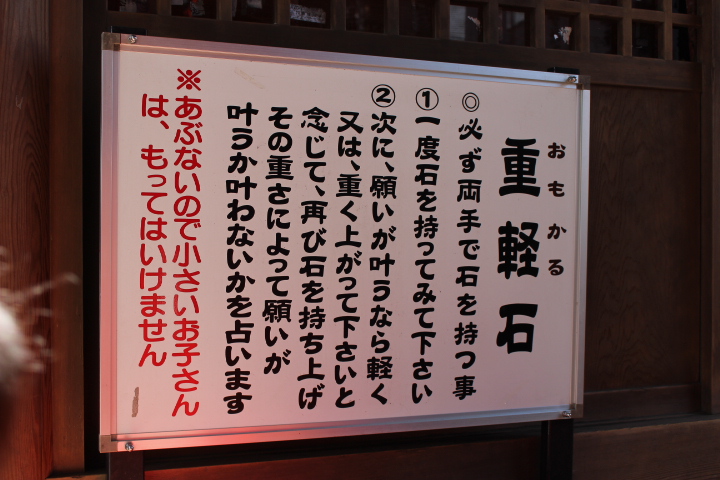 おもかる
重軽石
◎必ず両手で石を持つ事
①一度石を持ってみて下さい
②次に、願いが叶うなら軽く
又は、重く上がって下さいと
念じて、再び石を持ち上げ
その重さによって願いが
叶うか叶わないかを占います
※あぶないので小さいお子さん
は、もってはいけません